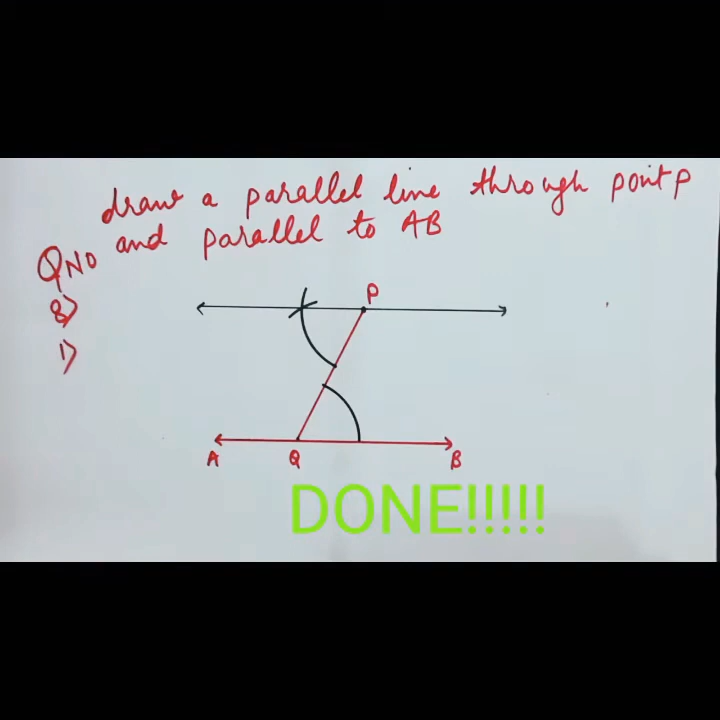 draw a parallel line through point P
QNO and parallel to AB
8)
1)
P
A Q B
DONE!!!!!